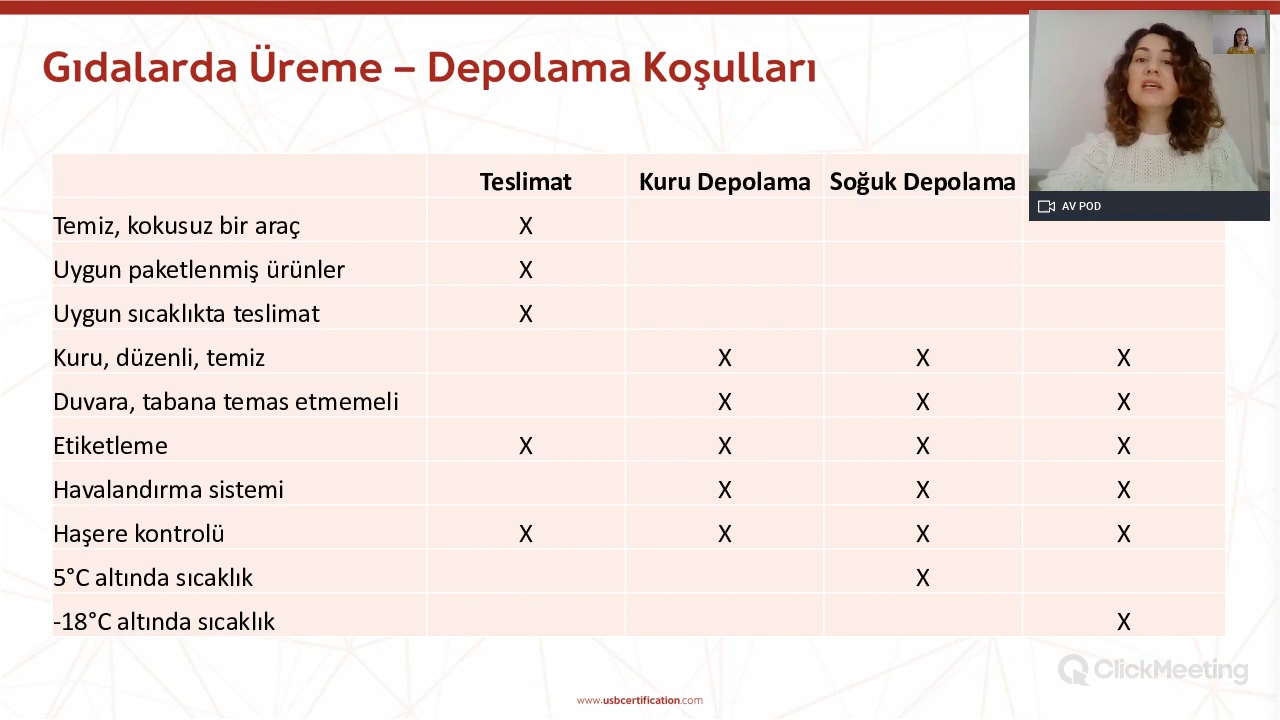 Gıdalarda Üreme – Depolama Koşulları
Teslimat Kuru Depolama Soğuk Depolama
Temiz, kokusuz bir araç X
Uygun paketlenmiş ürünler X
Uygun sıcaklıkta teslimat X
Kuru, düzenli, temiz X X X
Duvara, tabana temas etmemeli X X X
Etiketleme X X X X
Havalandırma sistemi X X X
Haşere kontrolü X X X X
5°C altında sıcaklık X
-18°C altında sıcaklık X
AV POD
ClickMeeting
www.usbcertification.com